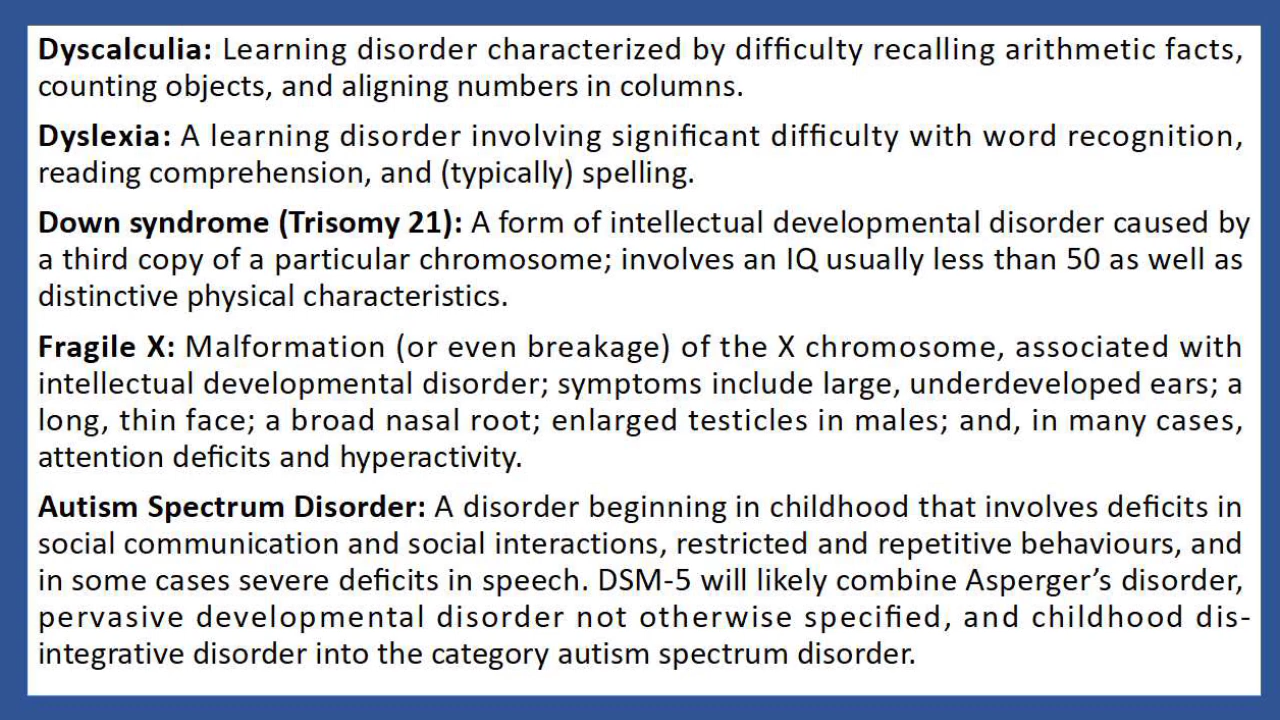 Dyscalculia: Learning disorder characterized by difficulty recalling arithmetic facts,
counting objects, and aligning numbers in columns.
Dyslexia: A learning disorder involving significant difficulty with word recognition,
reading comprehension, and (typically) spelling.
Down syndrome (Trisomy 21): A form of intellectual developmental disorder caused by
a third copy of a particular chromosome; involves an IQ usually less than 50 as well as
distinctive physical characteristics.
Fragile X: Malformation (or even breakage) of the X chromosome, associated with
intellectual developmental disorder; symptoms include large, underdeveloped ears; a
long, thin face; a broad nasal root; enlarged testicles in males; and, in many cases,
attention deficits and hyperactivity.
Autism Spectrum Disorder: A disorder beginning in childhood that involves deficits in
social communication and social interactions, restricted and repetitive behaviours, and
in some cases severe deficits in speech. DSM-5 will likely combine Asperger’s disorder,
pervasive developmental disorder not otherwise specified, and childhood dis-
integrative disorder into the category autism spectrum disorder.